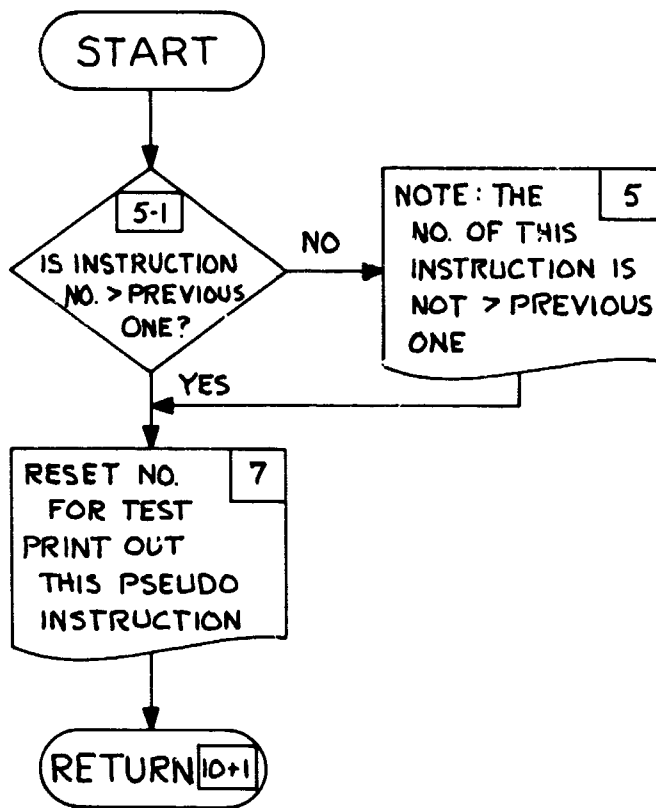 START
5-1
IS INSTRUCTION
NO. > PREVIOUS
ONE?
NO
NOTE: THE
5
NO. OF THIS
INSTRUCTION IS
NOT > PREVIOUS
ONE
YES
RESET NO.
7
FOR TEST
PRINT OUT
THIS PSEUDO
INSTRUCTION
RETURN 10+1